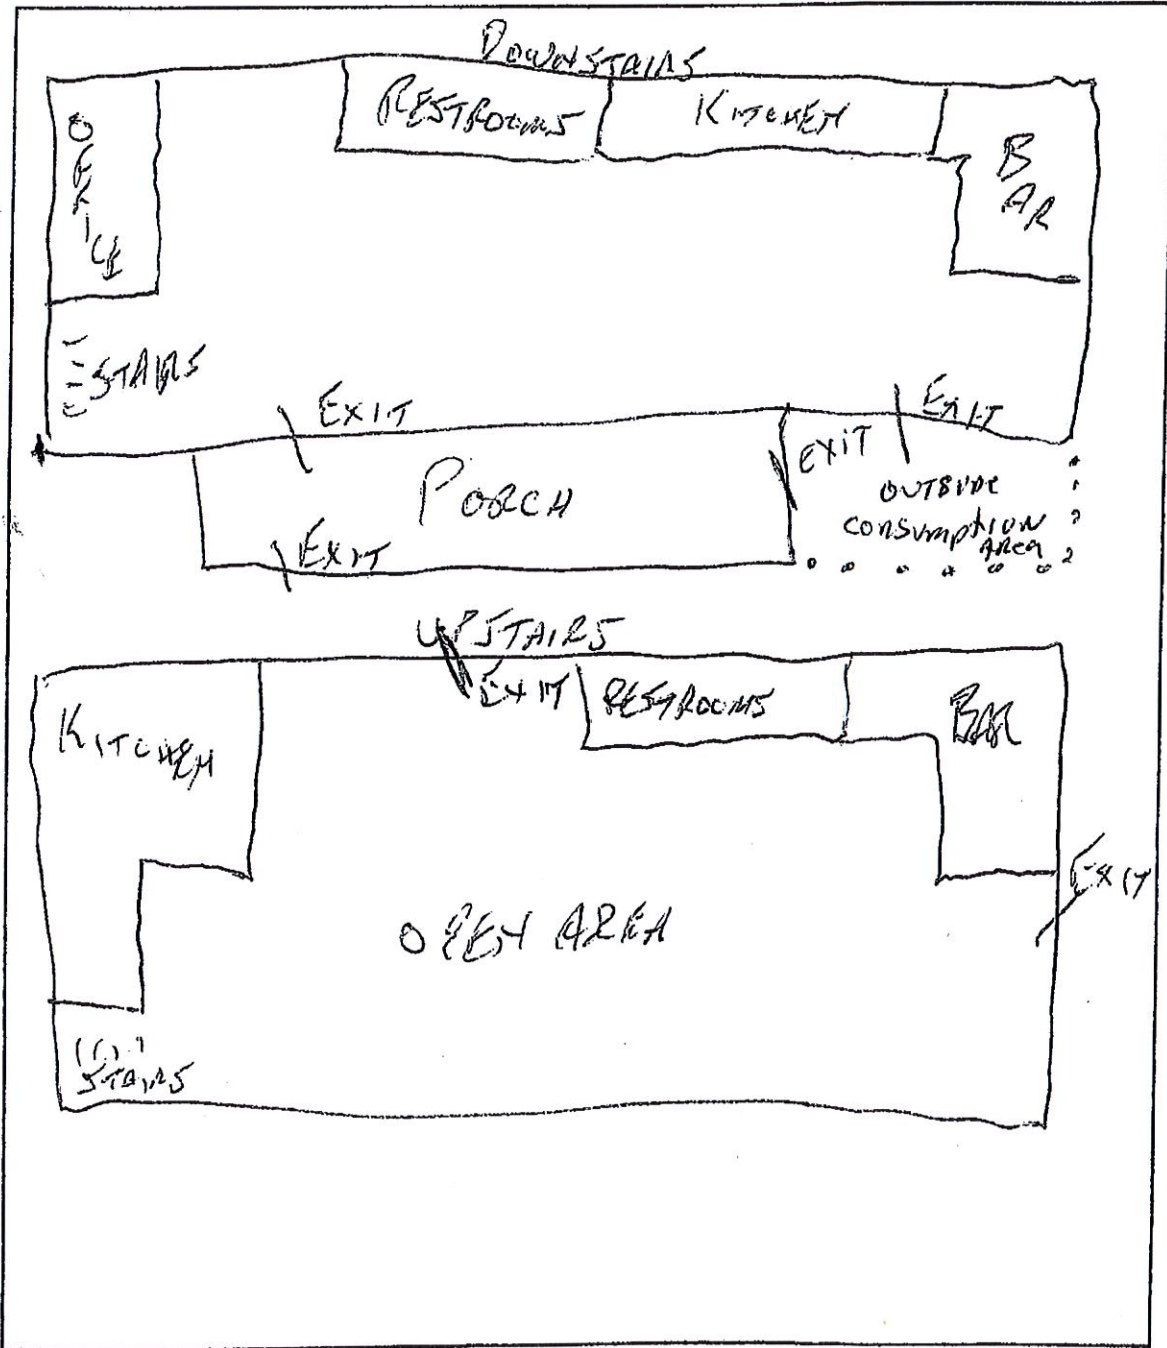 DOWNSTAIRS
OFFICE
RESTROOMS
KITCHEN
BAR
STAIRS
EXIT
EXIT
EXIT
PORCH
OUTSIDE
CONSUMPTION
AREA
EXIT
UPSTAIRS
KITCHEN
EXIT
RESTROOMS
BAR
EXIT
OPEN AREA
STAIRS